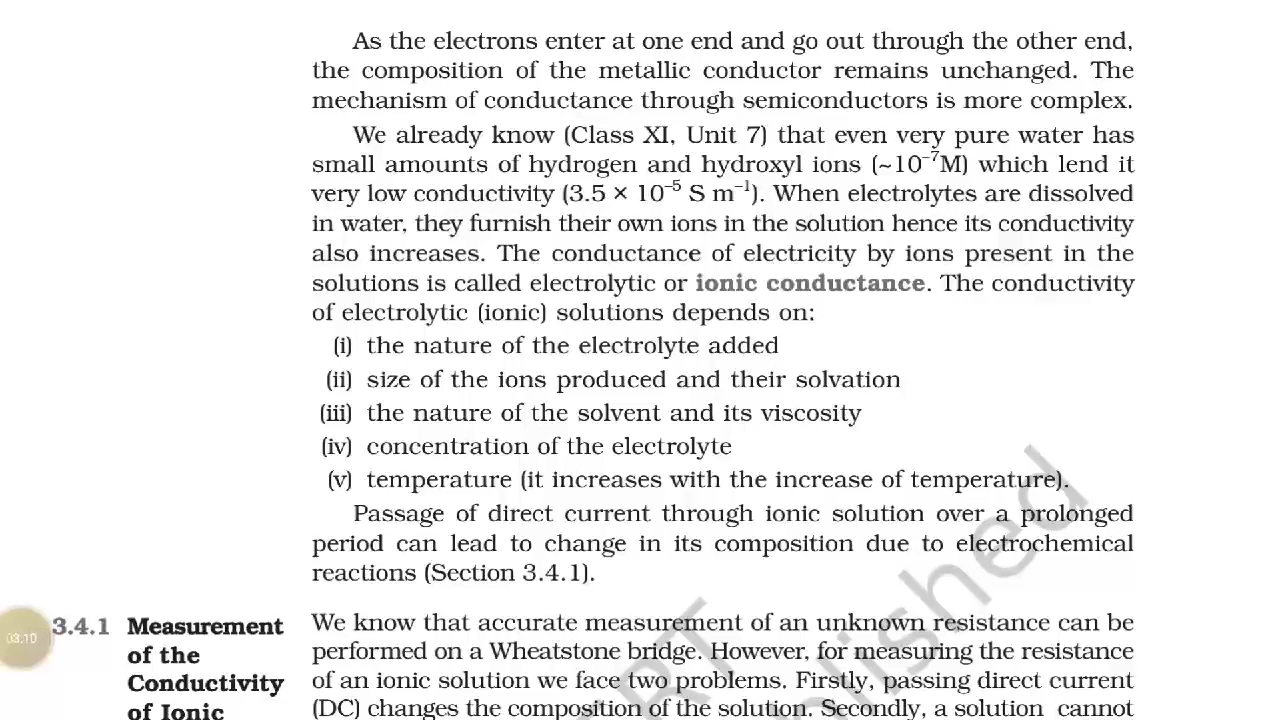 As the electrons enter at one end and go out through the other end,
the composition of the metallic conductor remains unchanged. The
mechanism of conductance through semiconductors is more complex.
We already know (Class XI, Unit 7) that even very pure water has
small amounts of hydrogen and hydroxyl ions (~10⁻⁷M) which lend it
very low conductivity (3.5 × 10⁻⁵ S m⁻¹). When electrolytes are dissolved
in water, they furnish their own ions in the solution hence its conductivity
also increases. The conductance of electricity by ions present in the
solutions is called electrolytic or ionic conductance. The conductivity
of electrolytic (ionic) solutions depends on:
(i) the nature of the electrolyte added
(ii) size of the ions produced and their solvation
(iii) the nature of the solvent and its viscosity
(iv) concentration of the electrolyte
(v) temperature (it increases with the increase of temperature).
Passage of direct current through ionic solution over a prolonged
period can lead to change in its composition due to electrochemical
reactions (Section 3.4.1).
03:10
3.4.1 Measurement
of the
Conductivity
of Ionic
We know that accurate measurement of an unknown resistance can be
performed on a Wheatstone bridge. However, for measuring the resistance
of an ionic solution we face two problems. Firstly, passing direct current
(DC) changes the composition of the solution. Secondly, a solution cannot
RT
blished